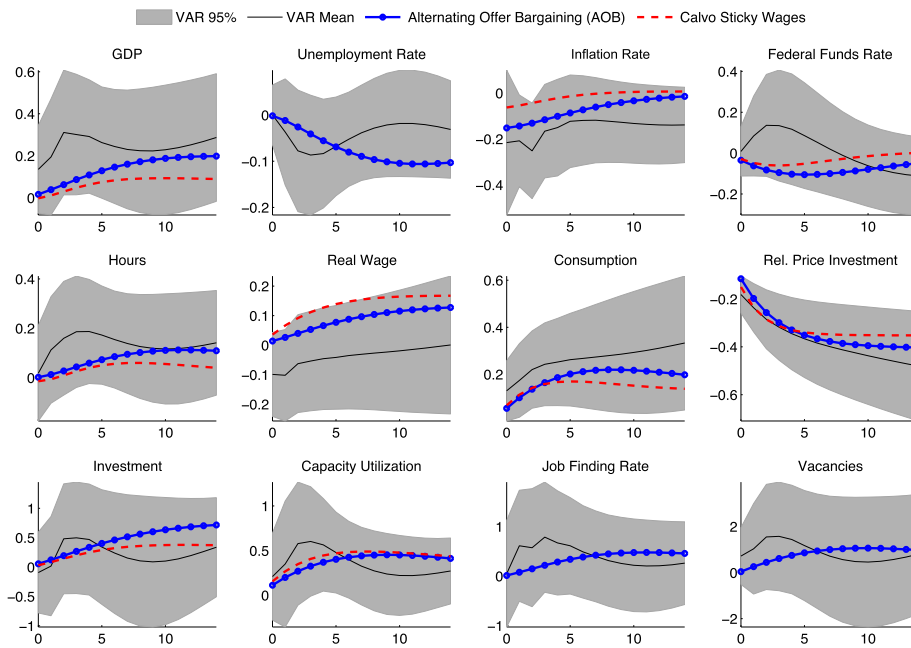 VAR 95% VAR Mean Alternating Offer Bargaining (AOB) Calvo Sticky Wages
GDP Unemployment Rate Inflation Rate Federal Funds Rate
0.6 0.4 0.2 0
0 5 10
0 −0.1 −0.2
0 5 10
0 −0.2 −0.4
0 5 10
0.4 0.2 0 −0.2
0 5 10
Hours Real Wage Consumption Rel. Price Investment
0.4 0.2 0
0 5 10
0.2 0.1 0 −0.1 −0.2
0 5 10
0.6 0.4 0.2
0 5 10
−0.2 −0.4 −0.6
0 5 10
Investment Capacity Utilization Job Finding Rate Vacancies
1 0.5 0 −0.5 −1
0 5 10
1 0.5 0
0 5 10
1 0 −1
0 5 10
2 0 −2
0 5 10